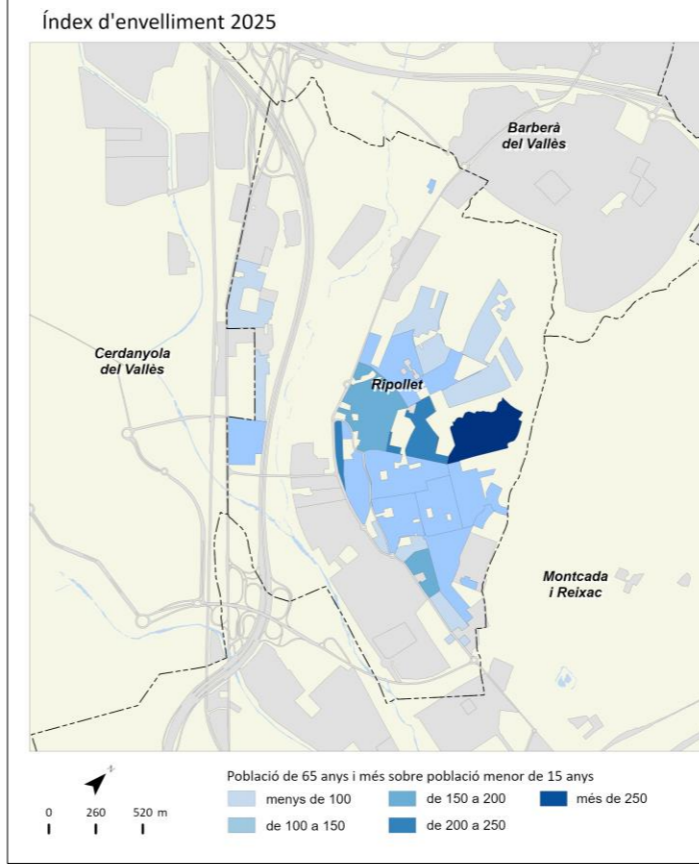 Índex d'envelliment 2025
Barberà
del Vallès
Cerdanyola
del Vallès
Ripollet
Montcada
i Reixac
N
0 260 520 m
Població de 65 anys i més sobre població menor de 15 anys
menys de 100
de 150 a 200
més de 250
de 100 a 150
de 200 a 250